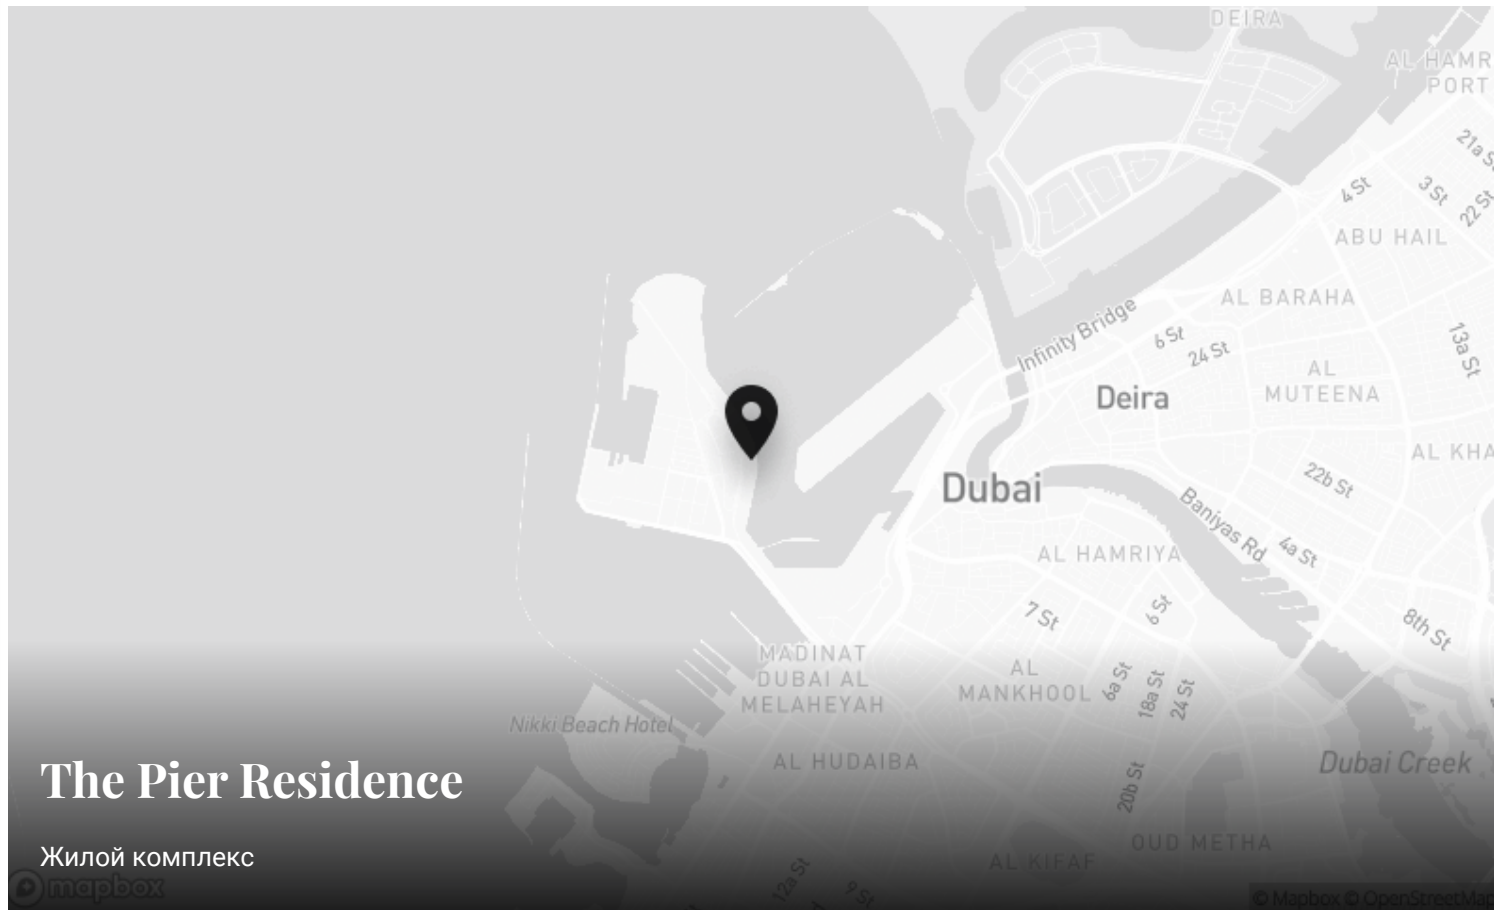 DEIRA
AL HAMR
PORT
21a S
4 St
3 St
22 St
ABU HAIL
AL BARAHA
Infinity Bridge
6 St
24 St
13a St
AL
MUTEENA
Deira
AL KHA
Dubai
22b St
Baniyas Rd
4a St
AL HAMRIYA
7 St
6 St
8th St
MADINAT
DUBAI AL
MELAHEYAH
AL
MANKHOOL
6a St
18a St
24 St
Nikki Beach Hotel
AL HUDAIBA
Dubai Creek
The Pier Residence
20b St
OUD METHA
Жилой комплекс
AL KIFAF
mapbox
12a St
9 St
© Mapbox © OpenStreetMap